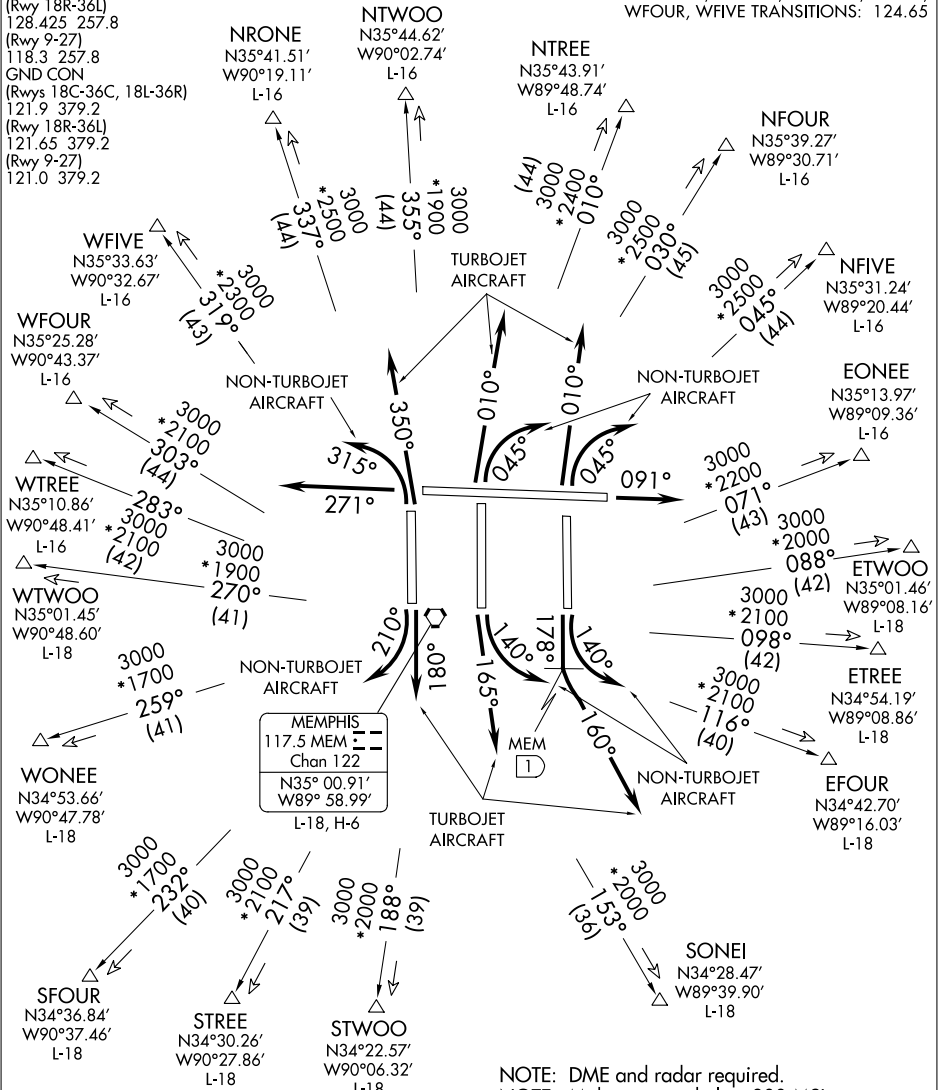 (Rwy 18R-36L)
128.425 257.8
(Rwy 9-27)
118.3 257.8
GND CON
(Rwys 18C-36C, 18L-36R)
121.9 379.2
(Rwy 18R-36L)
121.65 379.2
(Rwy 9-27)
121.0 379.2
WFOUR, WFIVE TRANSITIONS: 124.65
NRONE
N35°41.51'
W90°19.11'
L-16
NTWOO
N35°44.62'
W90°02.74'
L-16
NTREE
N35°43.91'
W89°48.74'
L-16
NFOUR
N35°39.27'
W89°30.71'
L-16
3000
*2500
337°
(44)
3000
*1900
355°
(44)
(44)
3000
*2400
010°
3000
*2500
030°
(45)
WFIVE
N35°33.63'
W90°32.67'
L-16
3000
*2300
319°
(43)
NFIVE
N35°31.24'
W89°20.44'
L-16
3000
*2500
045°
(44)
TURBOJET
AIRCRAFT
WFOUR
N35°25.28'
W90°43.37'
L-16
3000
*2100
303°
(44)
NON-TURBOJET
AIRCRAFT
NON-TURBOJET
AIRCRAFT
EONEE
N35°13.97'
W89°09.36'
L-16
3000
*2200
071°
(43)
350°
010°
010°
315°
045°
045°
271°
091°
WTREE
N35°10.86'
W90°48.41'
L-16
283°
3000
*2100
(42)
WTWOO
N35°01.45'
W90°48.60'
L-18
3000
*1900
270°
(41)
3000
*2000
088°
(42)
ETWOO
N35°01.46'
W89°08.16'
L-18
3000
*2100
098°
(42)
ETREE
N34°54.19'
W89°08.86'
L-18
210°
180°
165°
140°
178°
140°
160°
3000
*1700
259°
(41)
WONEE
N34°53.66'
W90°47.78'
L-18
NON-TURBOJET
AIRCRAFT
MEMPHIS
117.5 MEM
Chan 122
N35° 00.91'
W89° 58.99'
L-18, H-6
MEM
1
3000
*2100
116°
(40)
EFOUR
N34°42.70'
W89°16.03'
L-18
NON-TURBOJET
AIRCRAFT
TURBOJET
AIRCRAFT
3000
*1700
232°
(40)
3000
*2100
217°
(39)
3000
*2000
188°
(39)
3000
*2000
153°
(36)
SFOUR
N34°36.84'
W90°37.46'
L-18
STREE
N34°30.26'
W90°27.86'
L-18
STWOO
N34°22.57'
W90°06.32'
L-18
SONEI
N34°28.47'
W89°39.90'
L-18
NOTE: DME and radar required.